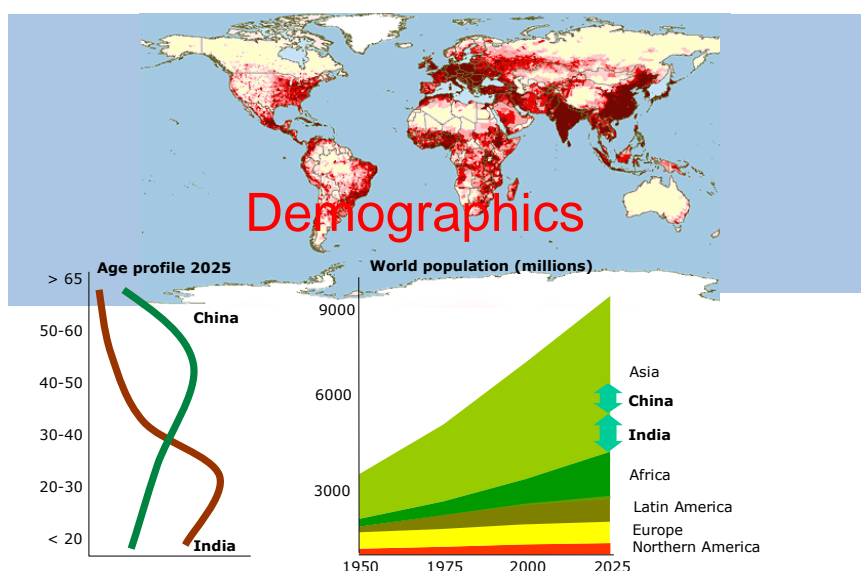 Demographics
Age profile 2025
> 65
50-60
40-50
30-40
20-30
< 20
China
India
World population (millions)
9000
6000
3000
1950
1975
2000
2025
Asia
China
India
Africa
Latin America
Europe
Northern America